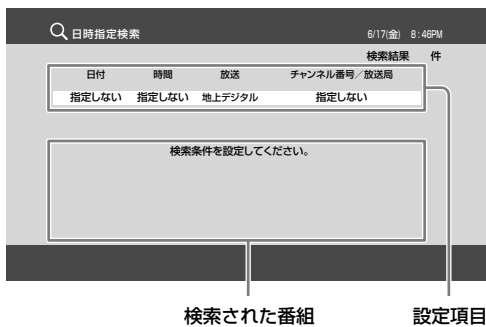 日時指定検索 6/17(金) 8:46PM
検索結果 件
日付 時間 放送 チャンネル番号／放送局
指定しない 指定しない 地上デジタル 指定しない
検索条件を設定してください。
検索された番組 設定項目